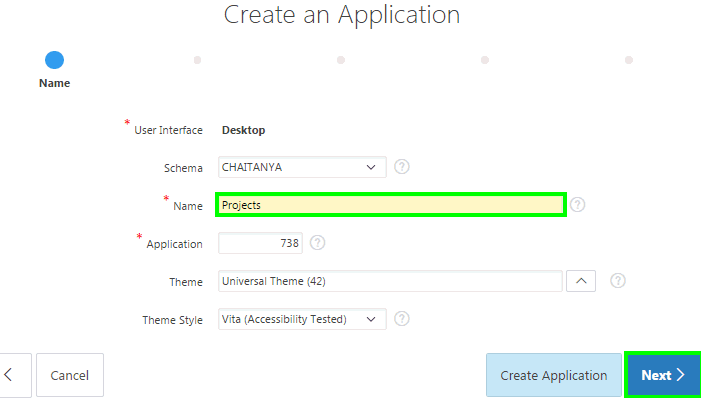 Create an Application
Name
* User Interface Desktop
Schema CHAITANYA ?
* Name Projects ?
* Application 738 ?
Theme Universal Theme (42) ?
Theme Style Vita (Accessibility Tested) ?
Cancel Create Application Next